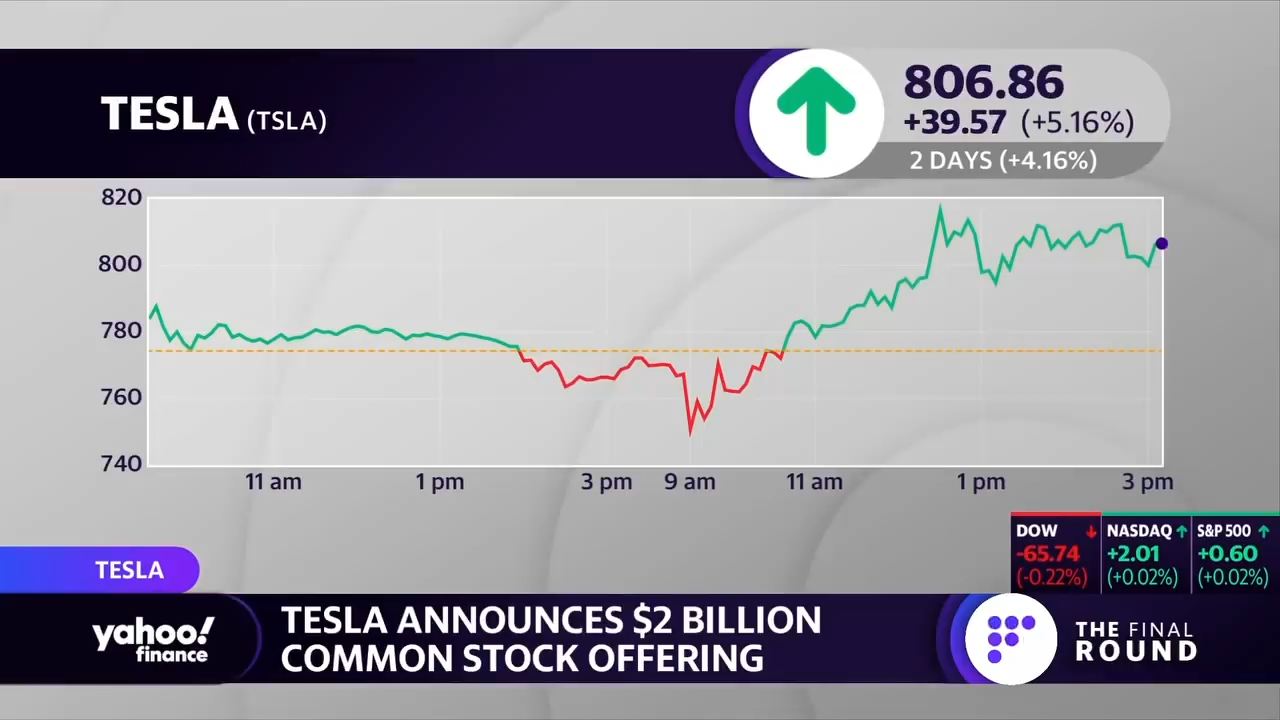 TESLA (TSLA)
806.86
+39.57 (+5.16%)
2 DAYS (+4.16%)
820
800
780
760
740
11 am 1 pm 3 pm 9 am 11 am 1 pm 3 pm
DOW NASDAQ S&P 500
-65.74 +2.01 +0.60
(-0.22%) (+0.02%) (+0.02%)
TESLA
yahoo!
finance
TESLA ANNOUNCES $2 BILLION
COMMON STOCK OFFERING
THE FINAL
ROUND